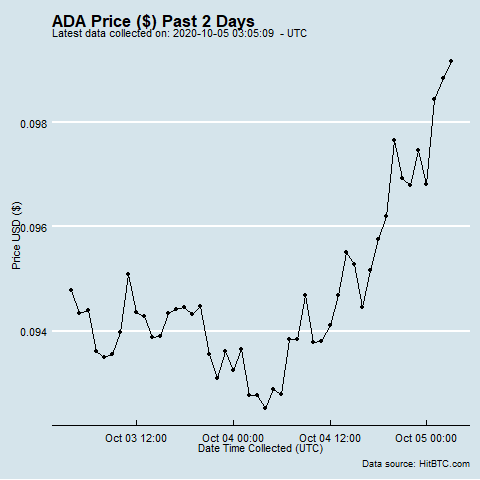 ADA Price ($) Past 2 Days
Latest data collected on: 2020-10-05 03:05:09 - UTC
0.098
0.096
0.094
Price USD ($)
Oct 03 12:00 Oct 04 00:00 Oct 04 12:00 Oct 05 00:00
Date Time Collected (UTC)
Data source: HitBTC.com